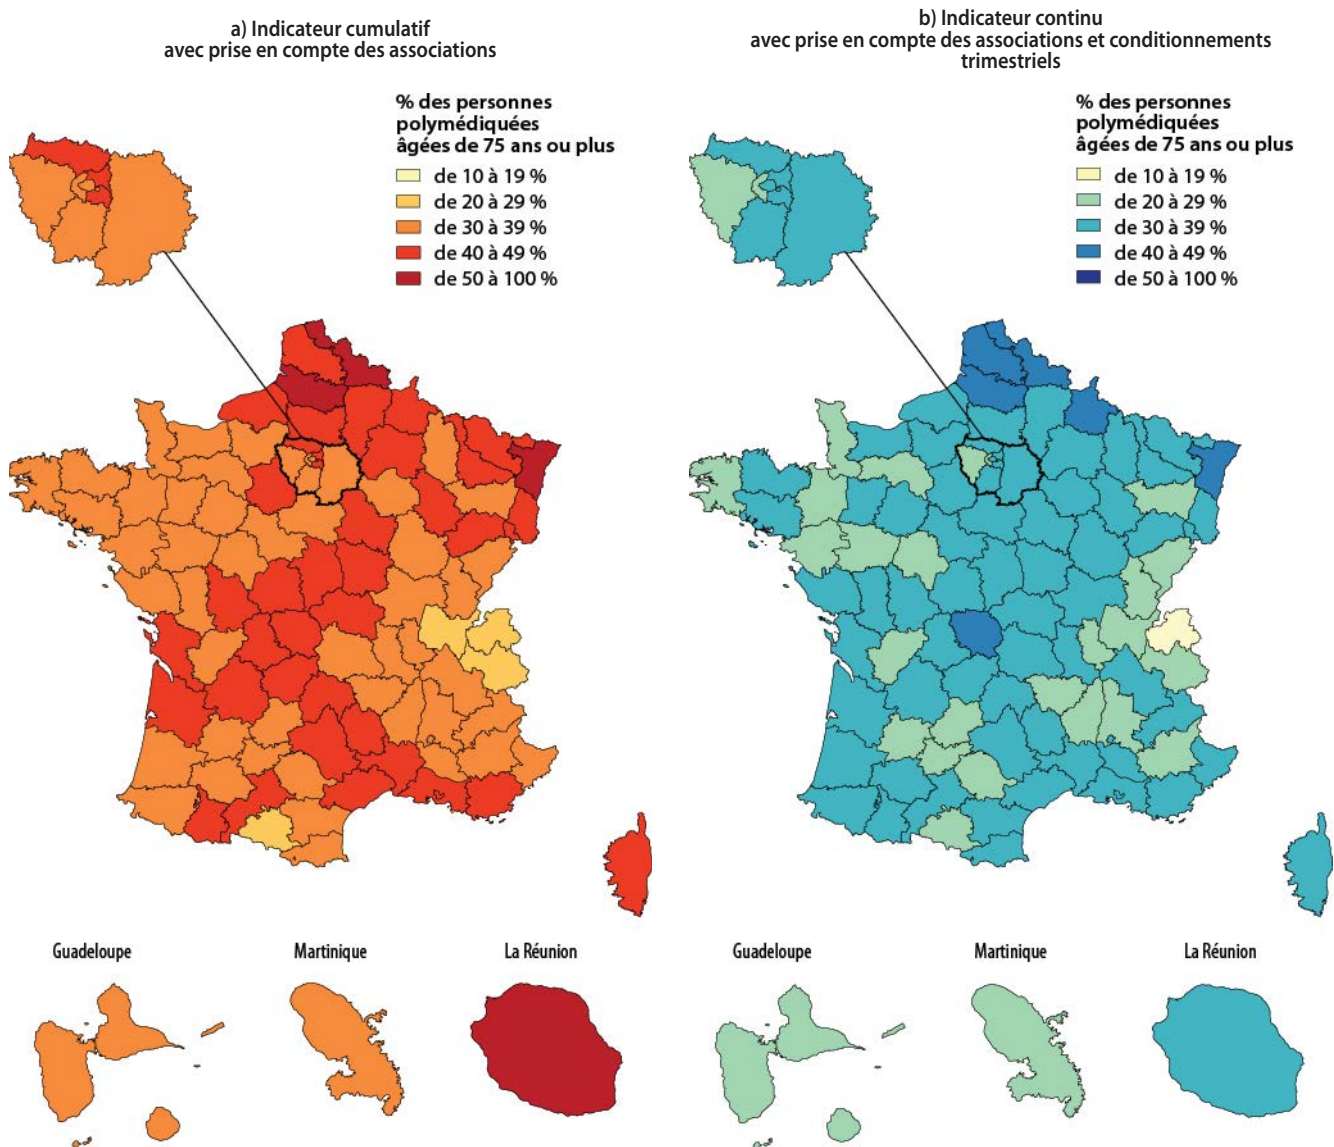 a) Indicateur cumulatif
avec prise en compte des associations
% des personnes
polymédiquées
âgées de 75 ans ou plus
de 10 à 19 %
de 20 à 29 %
de 30 à 39 %
de 40 à 49 %
de 50 à 100 %
Guadeloupe
Martinique
La Réunion
b) Indicateur continu
avec prise en compte des associations et conditionnements
trimestriels
% des personnes
polymédiquées
âgées de 75 ans ou plus
de 10 à 19 %
de 20 à 29 %
de 30 à 39 %
de 40 à 49 %
de 50 à 100 %
Guadeloupe
Martinique
La Réunion